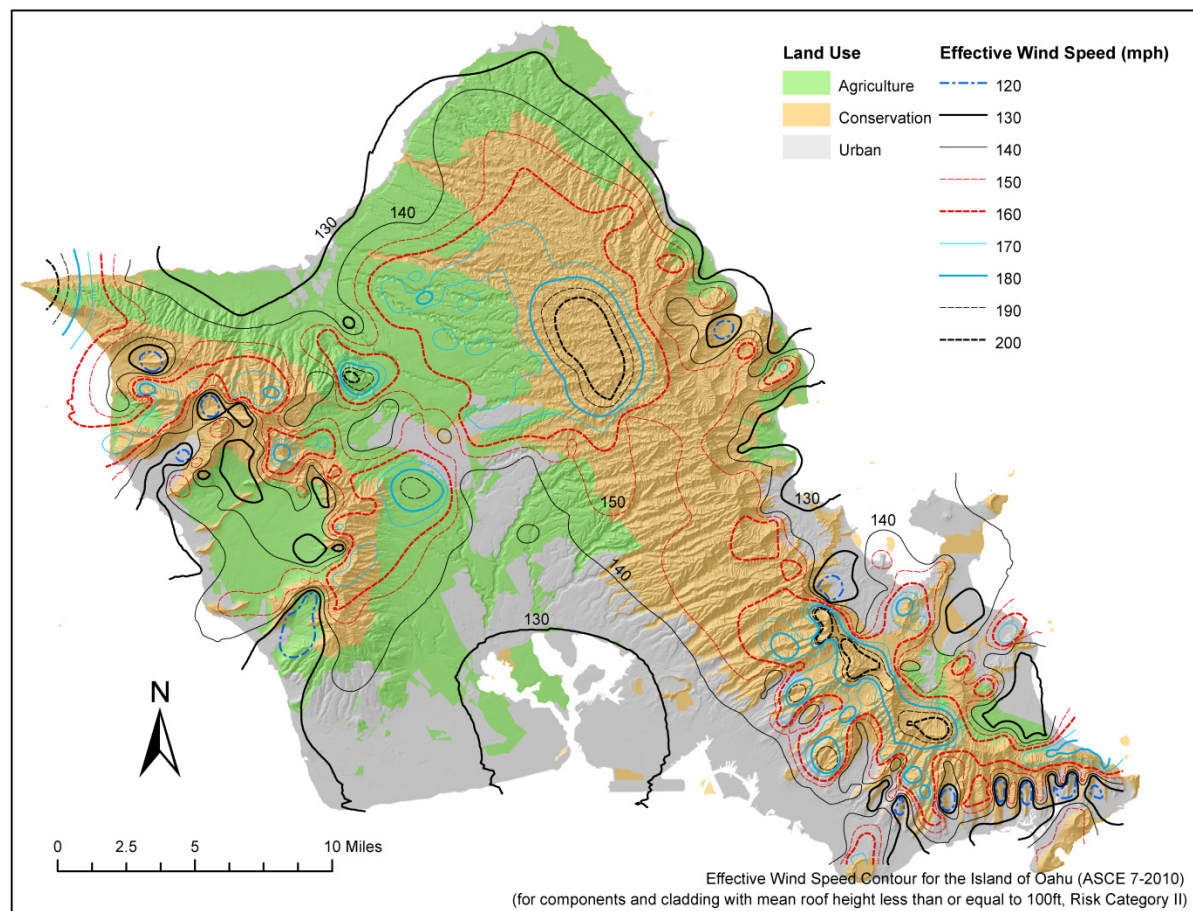 Land Use
Agriculture
Conservation
Urban
Effective Wind Speed (mph)
120
130
140
150
160
170
180
190
200
140
130
150
130
140
140
130
N
0 2.5 5 10 Miles
Effective Wind Speed Contour for the Island of Oahu (ASCE 7-2010)
(for components and cladding with mean roof height less than or equal to 100ft, Risk Category II)